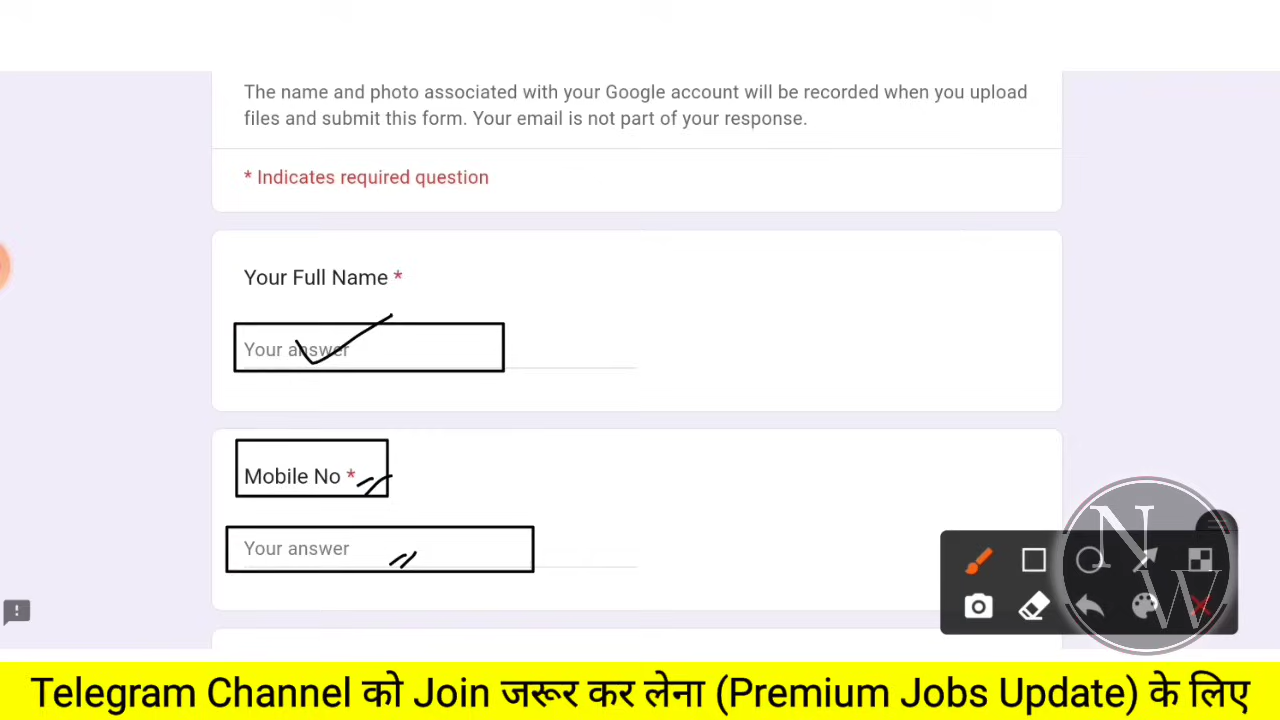 The name and photo associated with your Google account will be recorded when you upload
files and submit this form. Your email is not part of your response.
* Indicates required question
Your Full Name *
Your answer
Mobile No *
Your answer
NW
Telegram Channel को Join जरूर कर लेना (Premium Jobs Update) के लिए